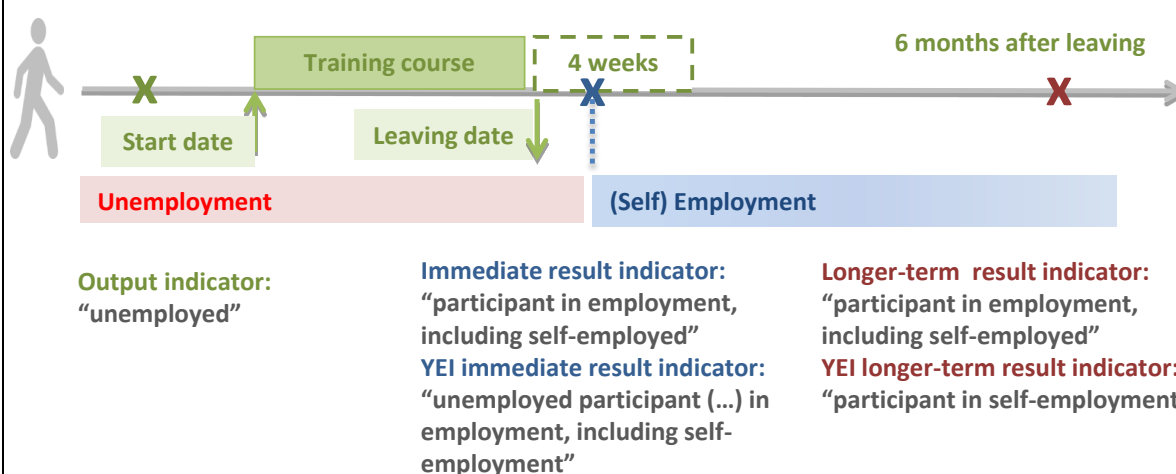 6 months after leaving
Training course
4 weeks
X
X
X
Start date
Leaving date
Unemployment
(Self) Employment
Output indicator:
“unemployed”
Immediate result indicator:
“participant in employment,
including self-employed”
YEI immediate result indicator:
“unemployed participant (…) in
employment, including self-
employment”
Longer-term result indicator:
“participant in employment,
including self-employed”
YEI longer-term result indicator:
“participant in self-employment